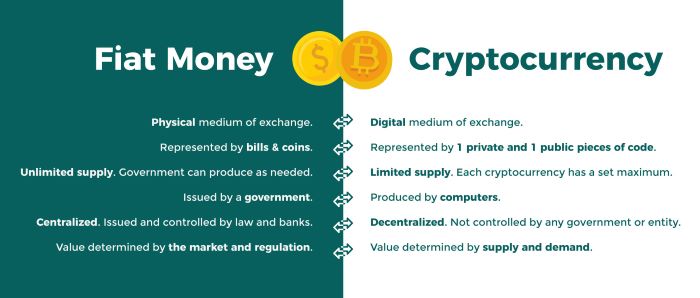 Fiat Money
Cryptocurrency
Physical medium of exchange.
Digital medium of exchange.
Represented by bills & coins.
Represented by 1 private and 1 public pieces of code.
Unlimited supply. Government can produce as needed.
Limited supply. Each cryptocurrency has a set maximum.
Issued by a government.
Produced by computers.
Centralized. Issued and controlled by law and banks.
Decentralized. Not controlled by any government or entity.
Value determined by the market and regulation.
Value determined by supply and demand.